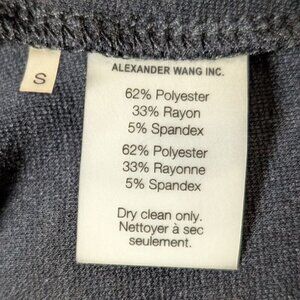 S
ALEXANDER WANG INC.
62% Polyester
33% Rayon
5% Spandex
62% Polyester
33% Rayonne
5% Spandex
Dry clean only.
Nettoyer à sec
seulement.